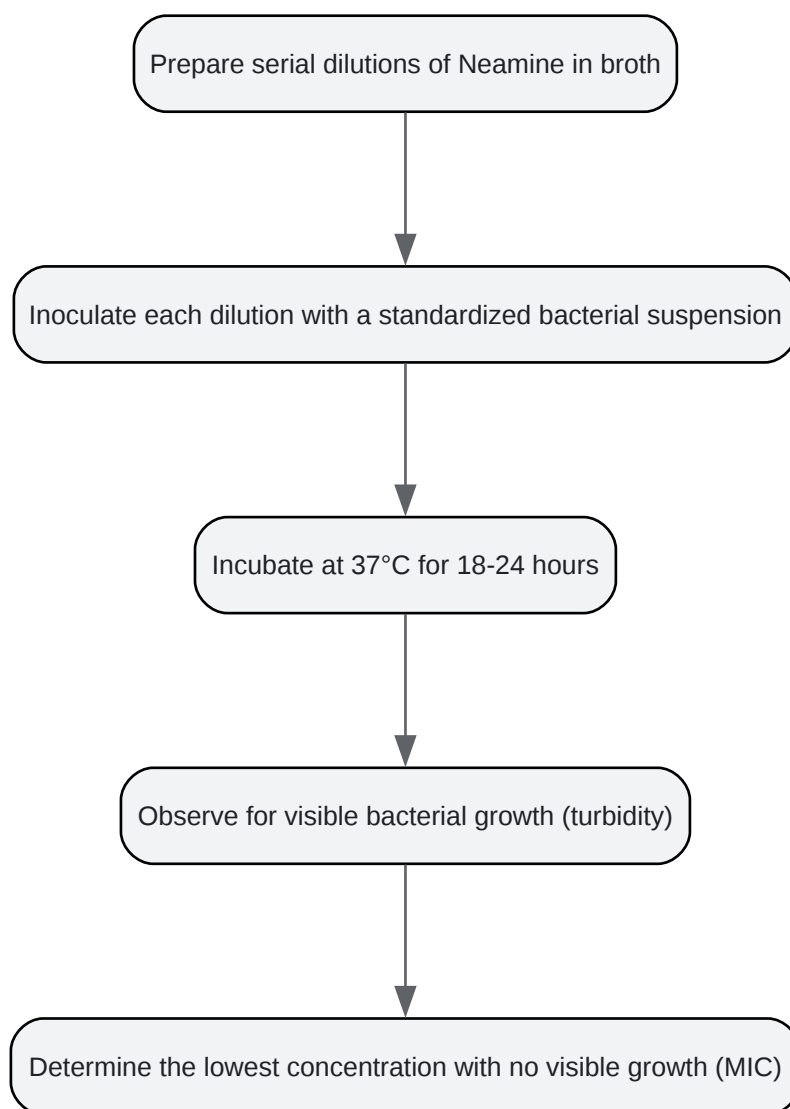 Prepare serial dilutions of Neamine in broth
Inoculate each dilution with a standardized bacterial suspension
Incubate at 37°C for 18-24 hours
Observe for visible bacterial growth (turbidity)
Determine the lowest concentration with no visible growth (MIC)